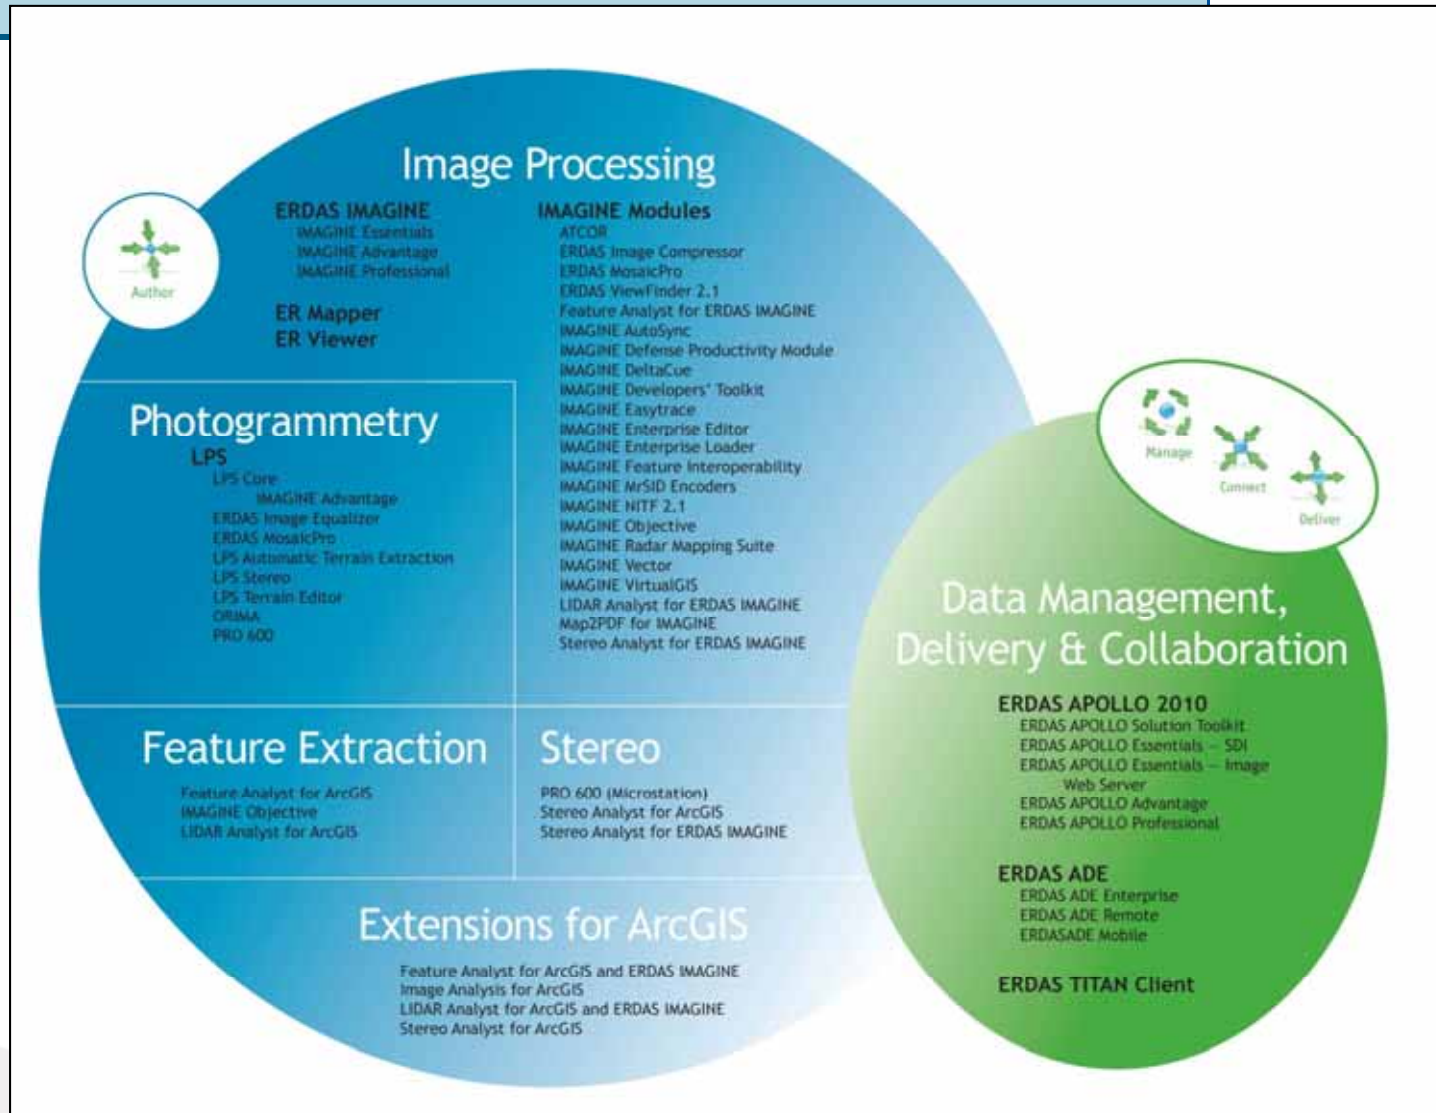 Image Processing
Author
ERDAS IMAGINE
IMAGINE Essentials
IMAGINE Advantage
IMAGINE Professional
ER Mapper
ER Viewer
IMAGINE Modules
ATCOR
ERDAS Image Compressor
ERDAS MosaicPro
ERDAS ViewFinder 2.1
Feature Analyst for ERDAS IMAGINE
IMAGINE AutoSync
IMAGINE Defense Productivity Module
IMAGINE DeltaCue
IMAGINE Developers' Toolkit
IMAGINE Easytrace
IMAGINE Enterprise Editor
IMAGINE Enterprise Loader
IMAGINE Feature Interoperability
IMAGINE MrSID Encoders
IMAGINE NITF 2.1
IMAGINE Objective
IMAGINE Radar Mapping Suite
IMAGINE Vector
IMAGINE VirtualGIS
LIDAR Analyst for ERDAS IMAGINE
Map2PDF for IMAGINE
Stereo Analyst for ERDAS IMAGINE
Photogrammetry
LPS
LPS Core
IMAGINE Advantage
ERDAS Image Equalizer
ERDAS MosaicPro
LPS Automatic Terrain Extraction
LPS Stereo
LPS Terrain Editor
ORIMA
PRO 600
Feature Extraction
Feature Analyst for ArcGIS
IMAGINE Objective
LIDAR Analyst for ArcGIS
Stereo
PRO 600 (Microstation)
Stereo Analyst for ArcGIS
Stereo Analyst for ERDAS IMAGINE
Extensions for ArcGIS
Feature Analyst for ArcGIS and ERDAS IMAGINE
Image Analysis for ArcGIS
LIDAR Analyst for ArcGIS and ERDAS IMAGINE
Stereo Analyst for ArcGIS
Manage
Connect
Deliver
Data Management,
Delivery & Collaboration
ERDAS APOLLO 2010
ERDAS APOLLO Solution Toolkit
ERDAS APOLLO Essentials – SDI
ERDAS APOLLO Essentials – Image
Web Server
ERDAS APOLLO Advantage
ERDAS APOLLO Professional
ERDAS ADE
ERDAS ADE Enterprise
ERDAS ADE Remote
ERDASADE Mobile
ERDAS TITAN Client